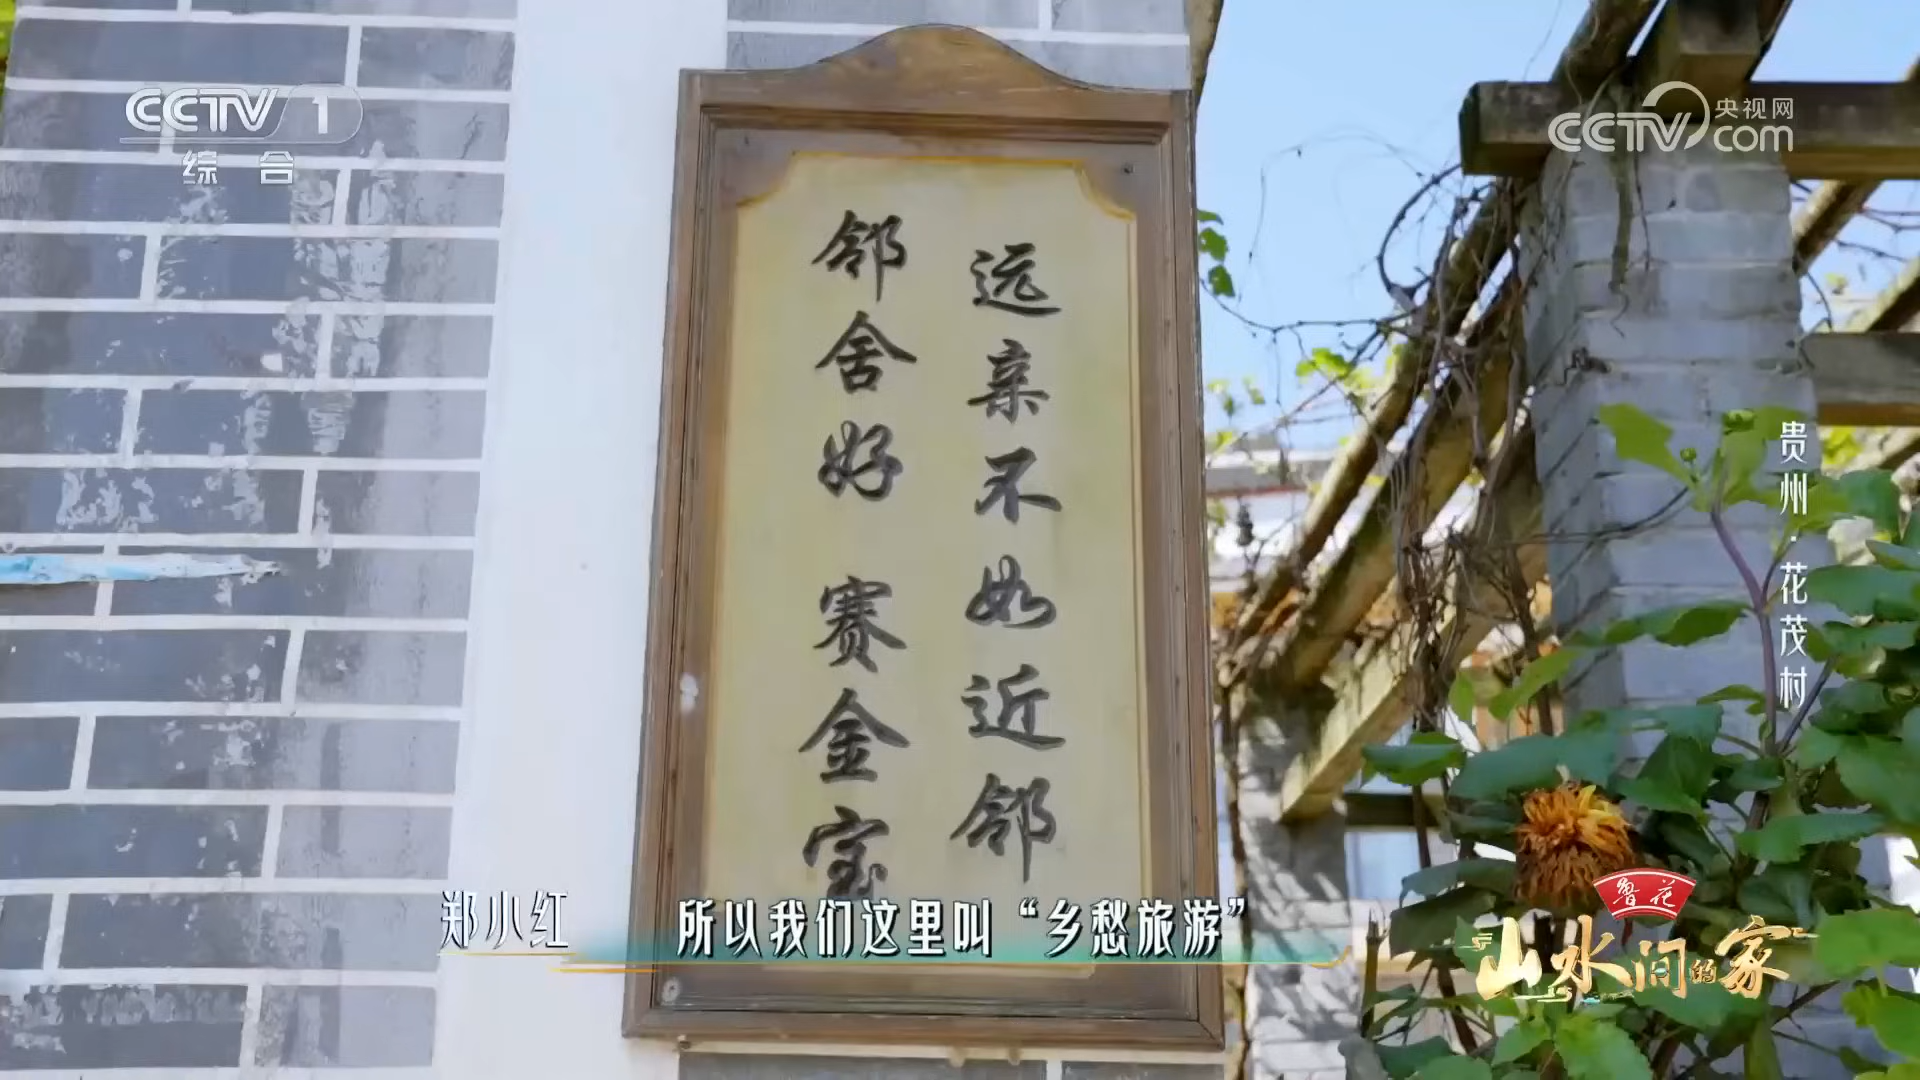 CCTV 1
综合
央视网
CCTV.com
远亲不如近邻
邻舍好 赛金宝
贵州·花茂村
郑小红
所以我们这里叫“乡愁旅游”
鲁花
山水间的家